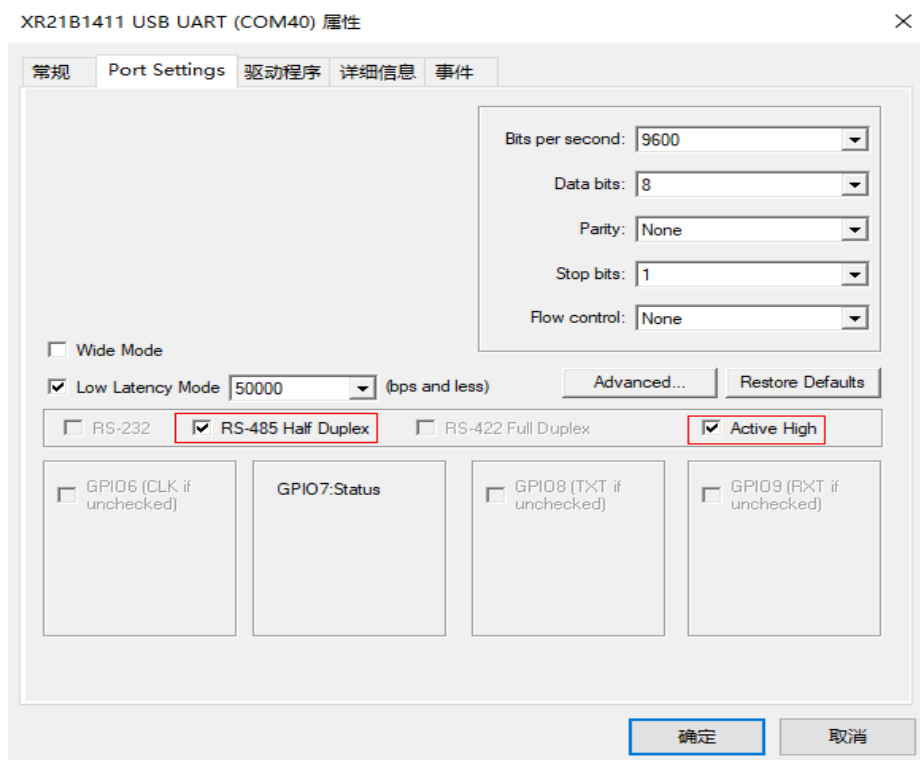 XR21B1411 USB UART (COM40) 属性
常规 Port Settings 驱动程序 详细信息 事件
Bits per second: 9600
Data bits: 8
Parity: None
Stop bits: 1
Flow control: None
Wide Mode
Low Latency Mode 50000 (bps and less) Advanced... Restore Defaults
RS-232 RS-485 Half Duplex RS-422 Full Duplex Active High
GPIO6 (CLK if
unchecked)
GPIO7:Status
GPIO8 (TXT if
unchecked)
GPIO9 (RXT if
unchecked)
确定 取消